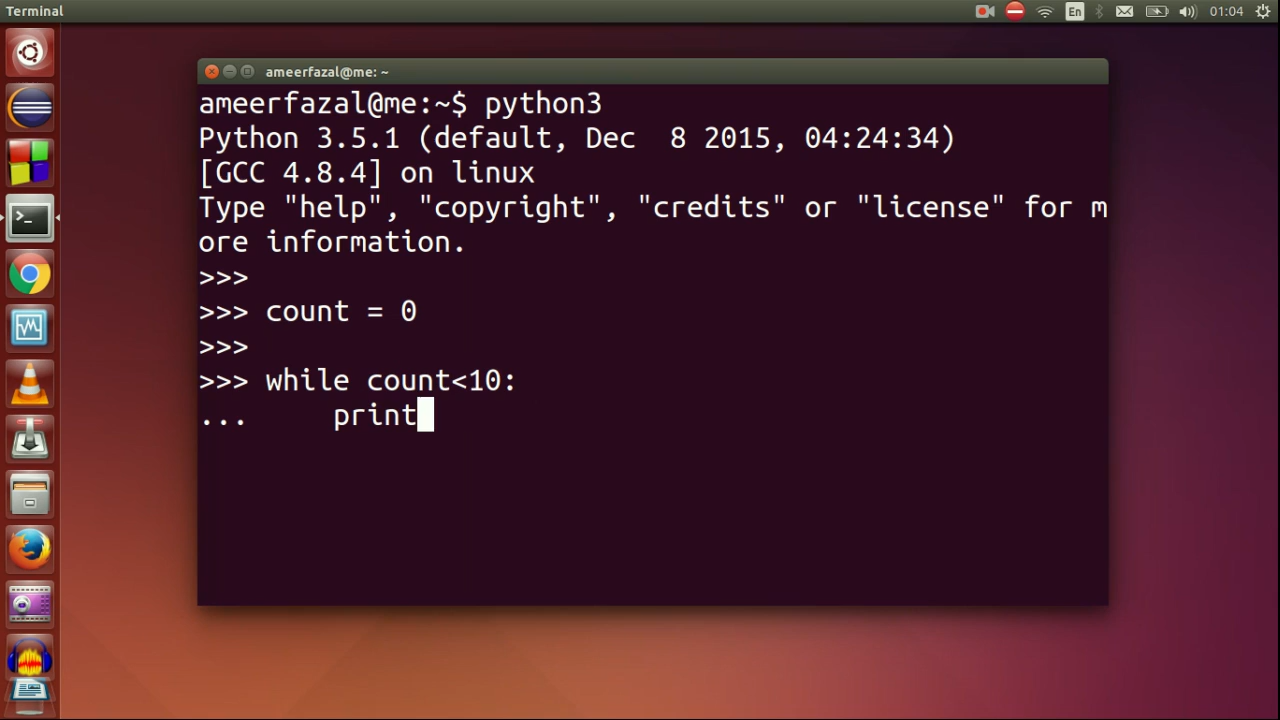 Terminal
En
01:04
ameerfazal@me: ~
ameerfazal@me:~$ python3
Python 3.5.1 (default, Dec  8 2015, 04:24:34)
[GCC 4.8.4] on linux
Type "help", "copyright", "credits" or "license" for m
ore information.
>>>
>>> count = 0
>>>
>>> while count<10:
...     print